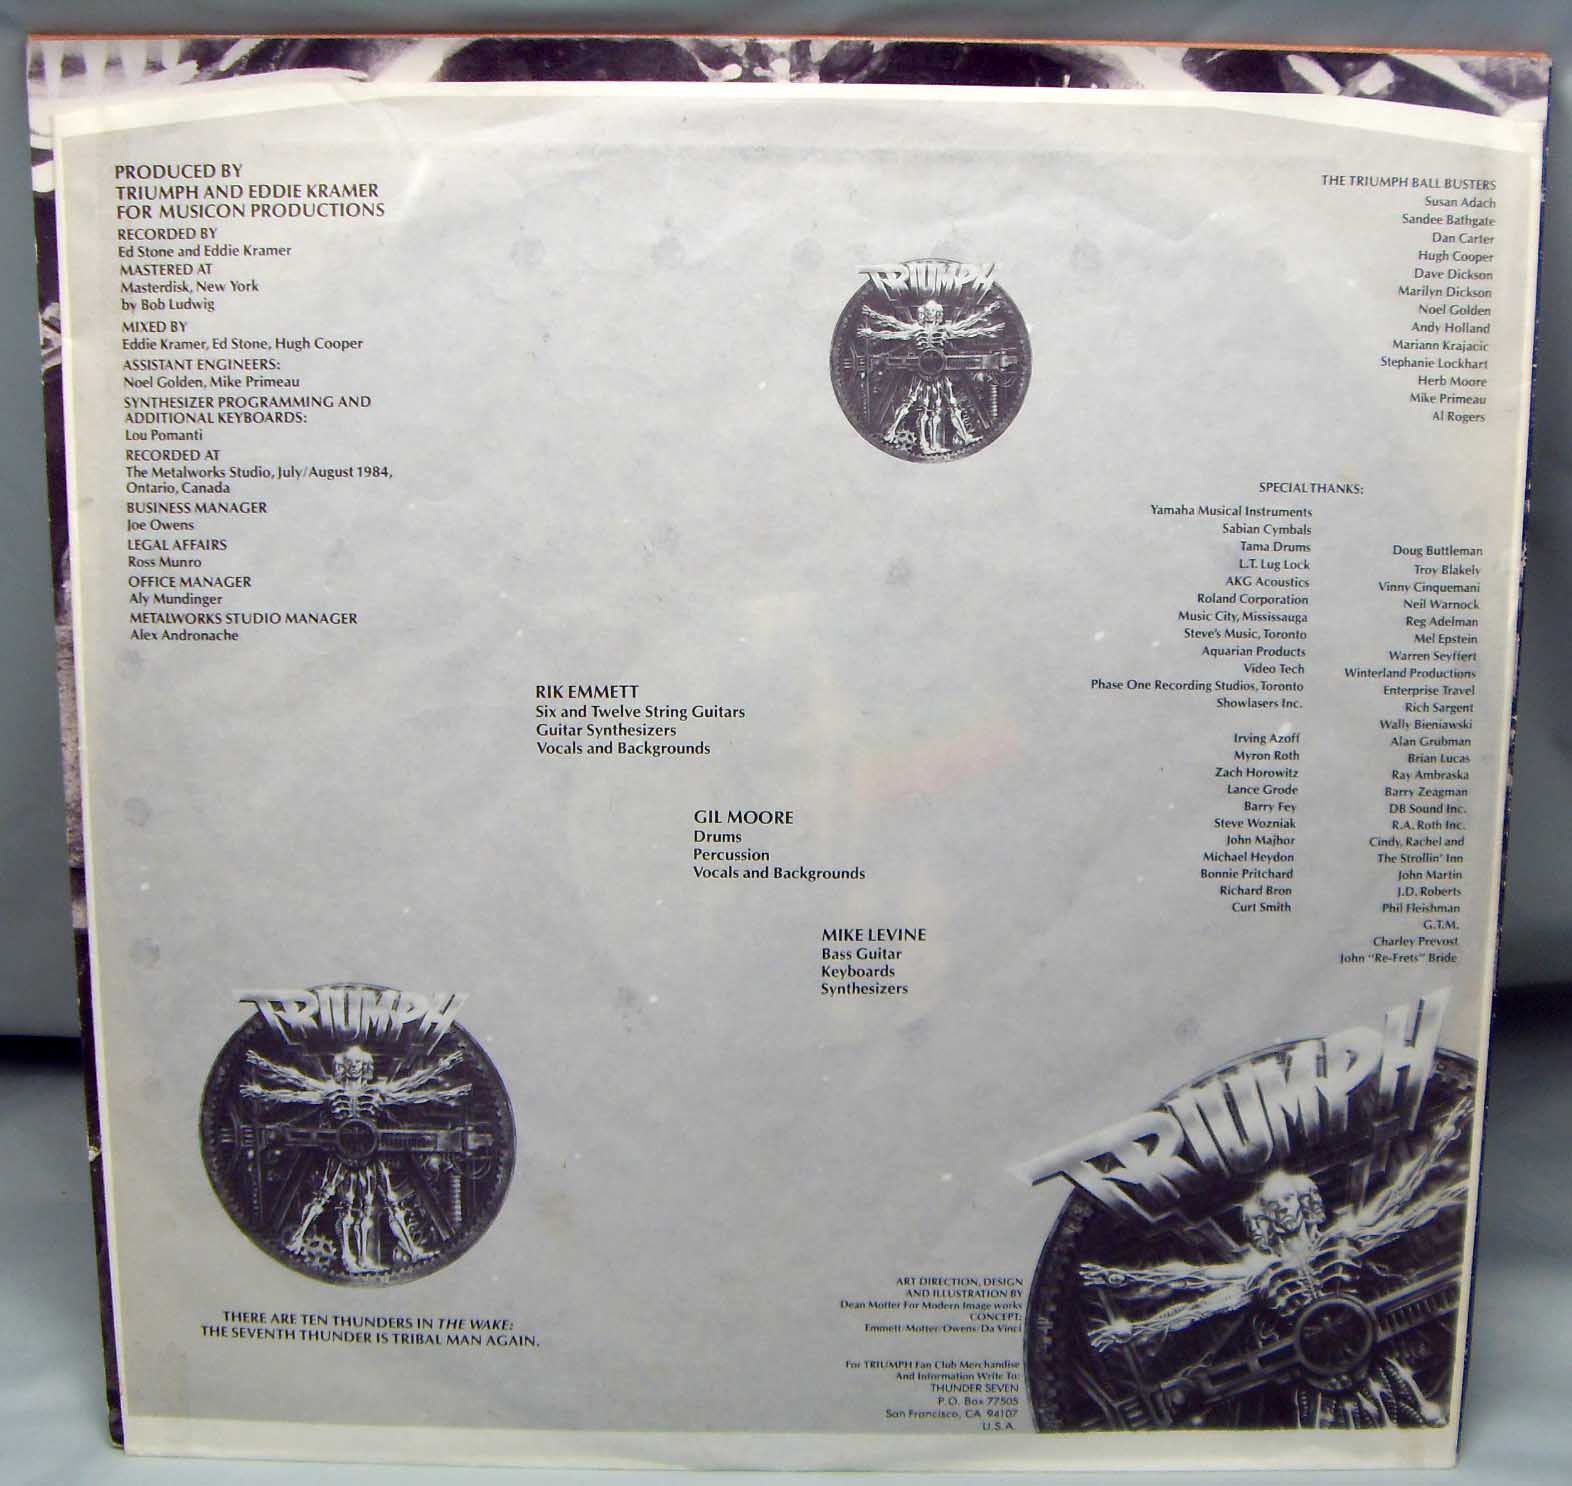 PRODUCED BY
TRIUMPH AND EDDIE KRAMER
FOR MUSICON PRODUCTIONS
RECORDED BY
Ed Stone and Eddie Kramer
MASTERED AT
Masterdisk, New York
by Bob Ludwig
MIXED BY
Eddie Kramer, Ed Stone, Hugh Cooper
ASSISTANT ENGINEERS:
Noel Golden, Mike Primeau
SYNTHESIZER PROGRAMMING AND
ADDITIONAL KEYBOARDS:
Lou Pomanti
RECORDED AT
The Metalworks Studio, July/August 1984,
Ontario, Canada
BUSINESS MANAGER
Joe Owens
LEGAL AFFAIRS
Ross Munro
OFFICE MANAGER
Aly Mundinger
METALWORKS STUDIO MANAGER
Alex Andronache
TRIUMPH
THE TRIUMPH BALL BUSTERS
Susan Adach
Sandee Bathgate
Dan Carter
Hugh Cooper
Dave Dickson
Marilyn Dickson
Noel Golden
Andy Holland
Mariann Krajacic
Stephanie Lockhart
Herb Moore
Mike Primeau
Al Rogers
SPECIAL THANKS:
Yamaha Musical Instruments
Sabian Cymbals
Tama Drums
L.T. Lug Lock
AKG Acoustics
Roland Corporation
Music City, Mississauga
Steve's Music, Toronto
Aquarian Products
Video Tech
Phase One Recording Studios, Toronto
Showlasers Inc.
Irving Azoff
Myron Roth
Zach Horowitz
Lance Grode
Barry Fey
Steve Wozniak
John Majhor
Michael Heydon
Bonnie Pritchard
Richard Bron
Curt Smith
Doug Buttleman
Troy Blakely
Vinny Cinquemani
Neil Warnock
Reg Adelman
Mel Epstein
Warren Seyffert
Winterland Productions
Enterprise Travel
Rich Sargent
Wally Bieniawski
Alan Grubman
Brian Lucas
Ray Ambraska
Barry Zeagman
DB Sound Inc.
R.A. Roth Inc.
Cindy, Rachel and
The Strollin' Inn
John Martin
J.D. Roberts
Phil Fleishman
G.T.M.
Charley Prevost
John "Re-Frets" Bride
RIK EMMETT
Six and Twelve String Guitars
Guitar Synthesizers
Vocals and Backgrounds
GIL MOORE
Drums
Percussion
Vocals and Backgrounds
MIKE LEVINE
Bass Guitar
Keyboards
Synthesizers
TRIUMPH
THERE ARE TEN THUNDERS IN THE WAKE:
THE SEVENTH THUNDER IS TRIBAL MAN AGAIN.
TRIUMPH
ART DIRECTION, DESIGN
AND ILLUSTRATION BY
Dean Motter For Modern Image works
CONCEPT:
Emmett/Motter/Owens/Da Vinci
For TRIUMPH Fan Club Merchandise
And Information Write To:
THUNDER SEVEN
P.O. Box 77505
San Francisco, CA 94107
U.S.A.